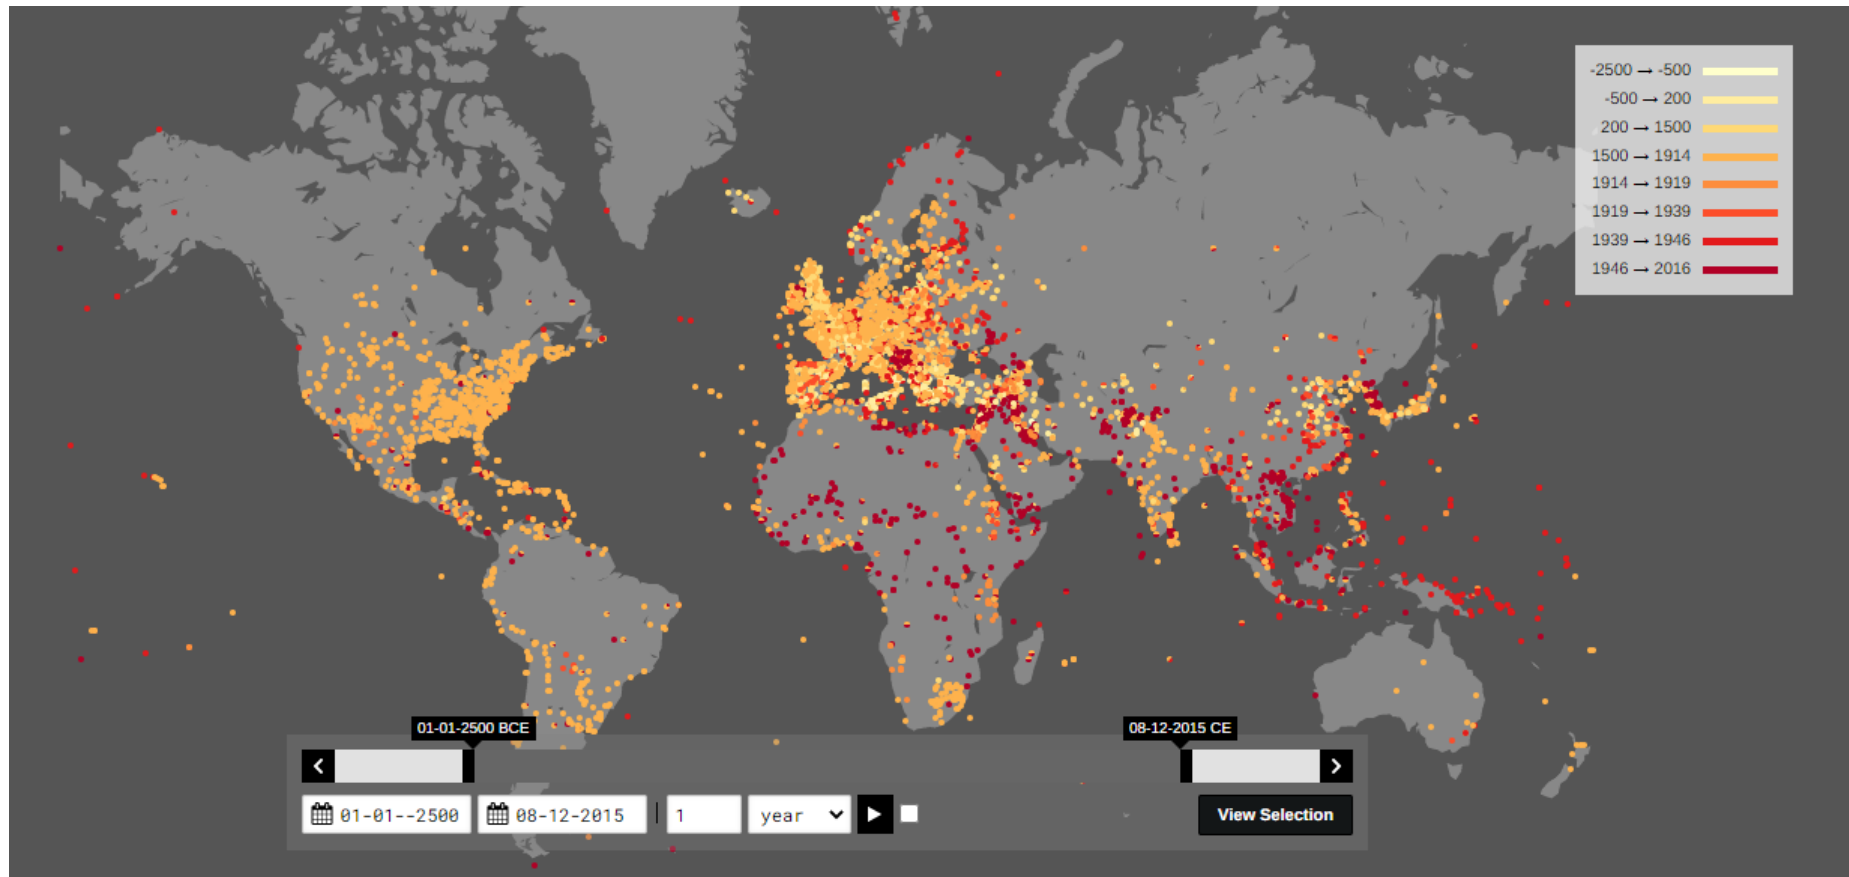 -2500 → -500
-500 → 200
200 → 1500
1500 → 1914
1914 → 1919
1919 → 1939
1939 → 1946
1946 → 2016
01-01-2500 BCE
08-12-2015 CE
01-01--2500
08-12-2015
1
year
View Selection